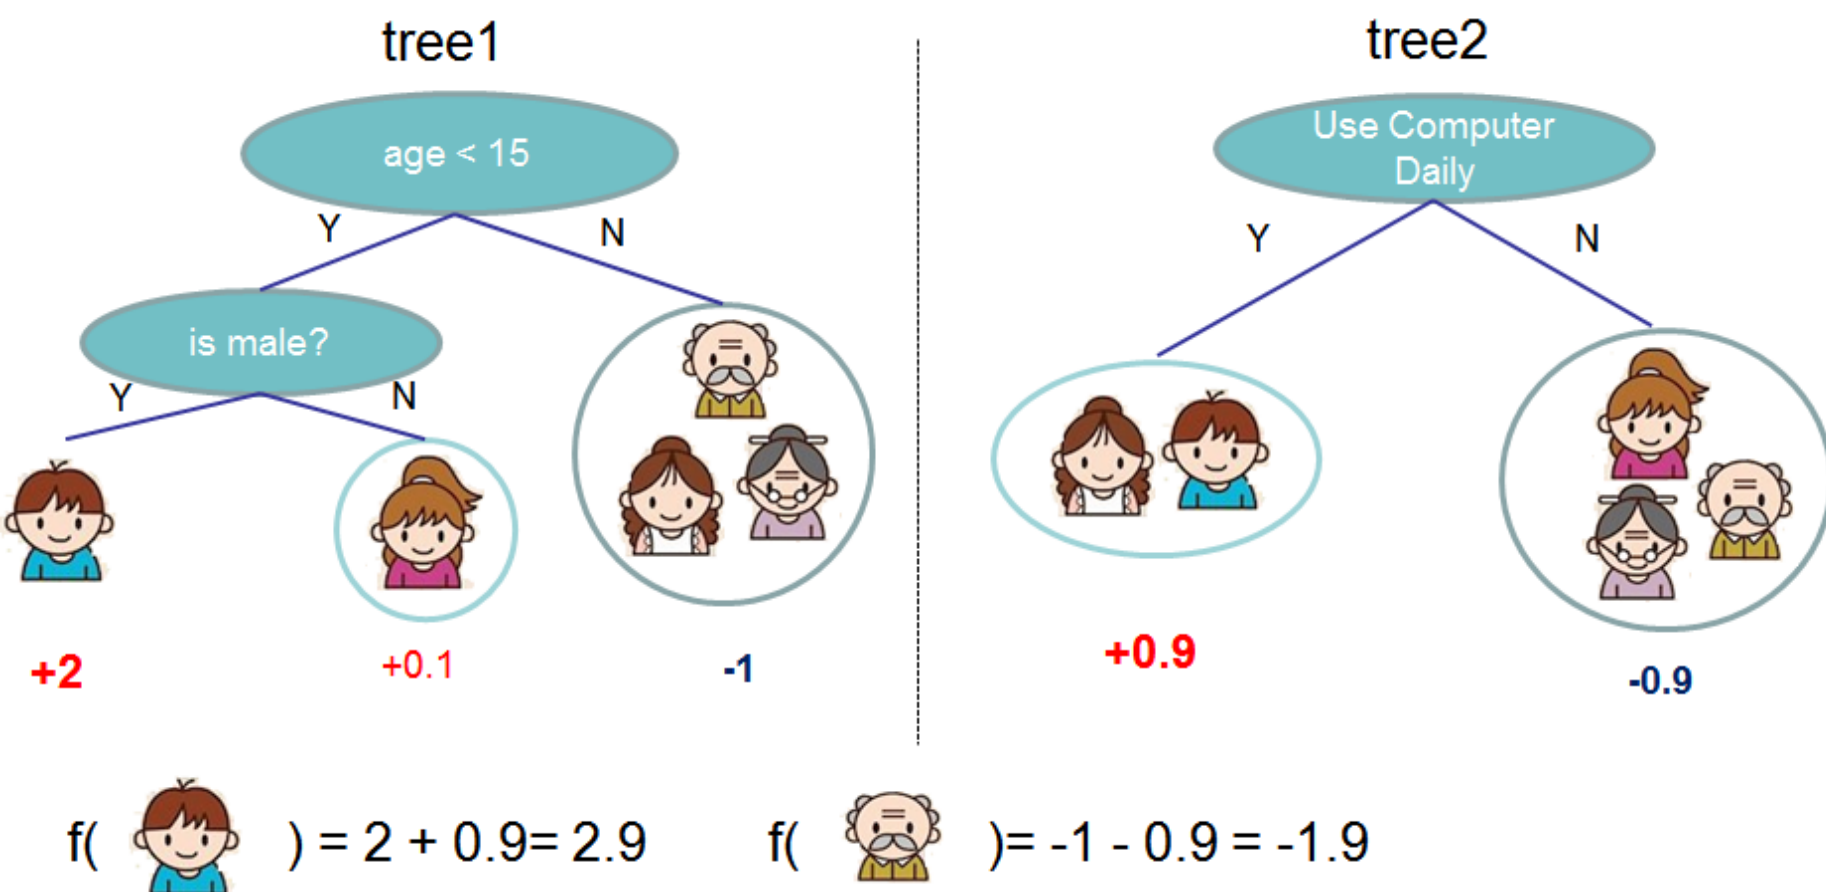 tree1
age < 15
Y
N
is male?
Y
N
+2
+0.1
-1
tree2
Use Computer
Daily
Y
N
+0.9
-0.9
f( ) = 2 + 0.9= 2.9
f( )= -1 - 0.9 = -1.9